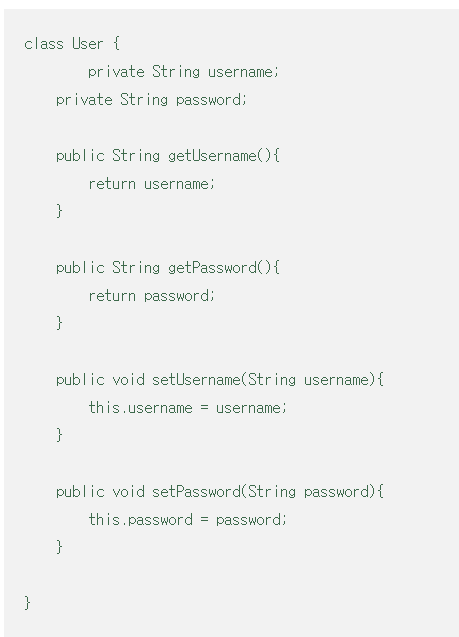 class User {
        private String username;
    private String password;

    public String getUsername(){
        return username;
    }

    public String getPassword(){
        return password;
    }

    public void setUsername(String username){
        this.username = username;
    }

    public void setPassword(String password){
        this.password = password;
    }

}